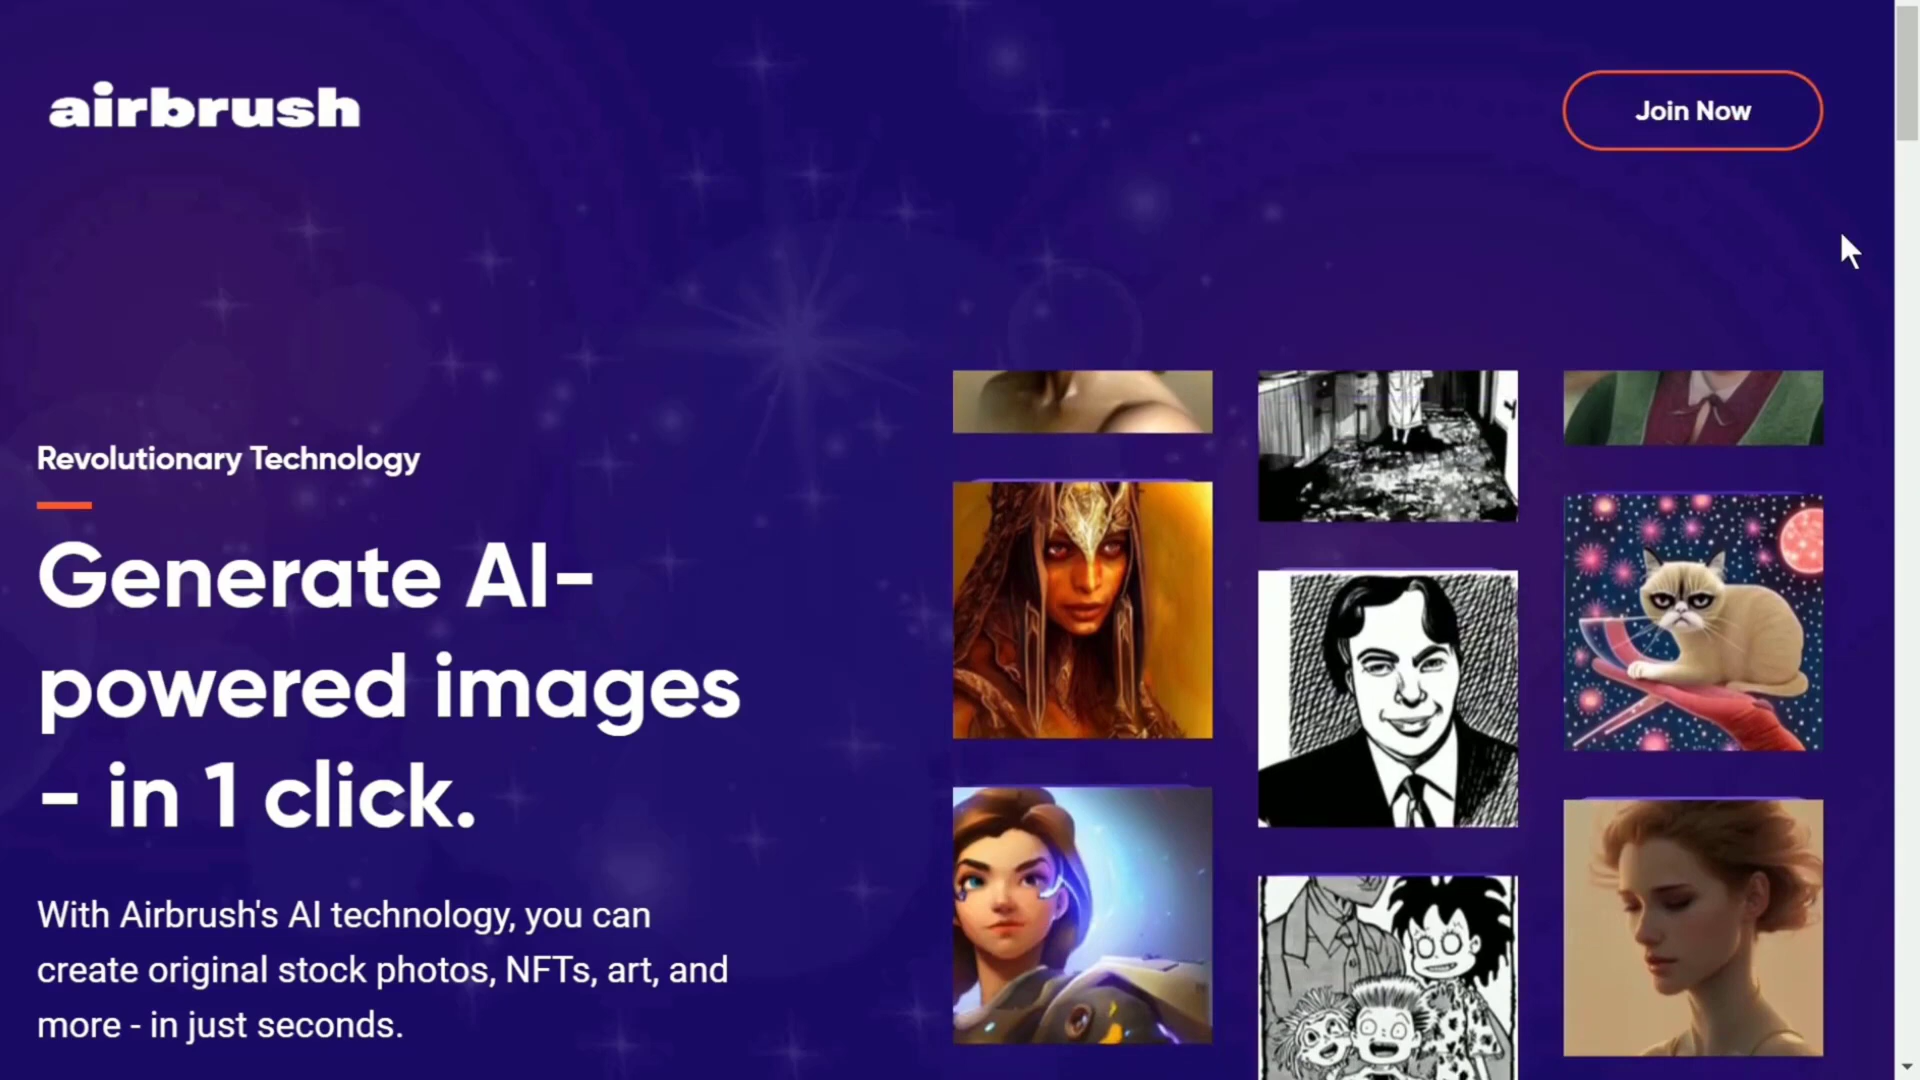 airbrush
Join Now
Revolutionary Technology
Generate AI-
powered images
- in 1 click.
With Airbrush's AI technology, you can
create original stock photos, NFTs, art, and
more - in just seconds.